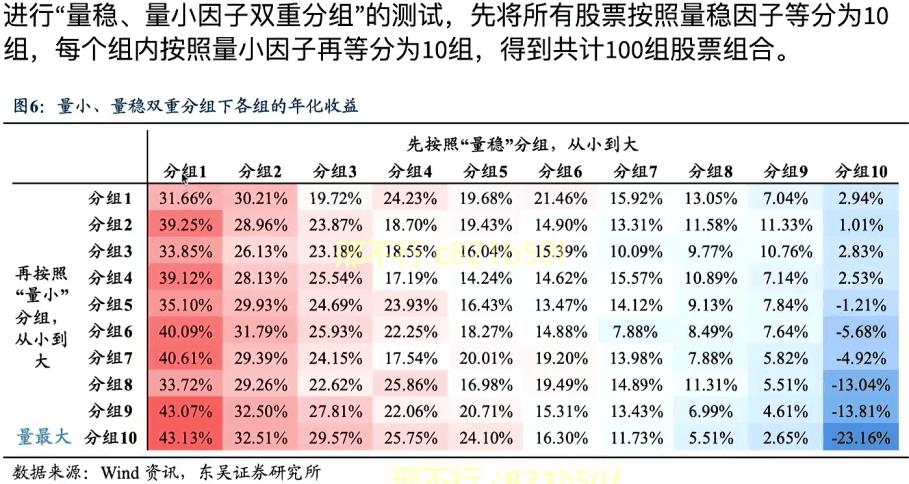 进行“量稳、量小因子双重分组”的测试，先将所有股票按照量稳因子等分为10
组，每个组内按照量小因子再等分为10组，得到共计100组股票组合。
图6：量小、量稳双重分组下各组的年化收益
先按照“量稳”分组，从小到大
分组1 分组2 分组3 分组4 分组5 分组6 分组7 分组8 分组9 分组10
再按照
“量小”
分组，
从小到
大
分组1 31.66% 30.21% 19.72% 24.23% 19.68% 21.46% 15.92% 13.05% 7.04% 2.94%
分组2 39.25% 28.96% 23.87% 18.70% 19.43% 14.90% 13.31% 11.58% 11.33% 1.01%
分组3 33.85% 26.13% 23.18% 18.55% 16.04% 10.09% 9.77% 10.76% 2.83%
分组4 39.12% 28.13% 25.54% 17.19% 14.24% 14.62% 15.57% 10.89% 7.14% 2.53%
分组5 35.10% 29.93% 24.69% 23.93% 16.43% 13.47% 14.12% 9.13% 7.84% -1.21%
分组6 40.09% 31.79% 25.93% 22.25% 18.27% 14.88% 7.88% 8.49% 7.64% -5.68%
分组7 40.61% 29.39% 24.15% 17.54% 20.01% 19.20% 13.98% 7.88% 5.82% -4.92%
分组8 33.72% 29.26% 22.62% 25.86% 16.98% 19.49% 14.89% 11.31% 5.51% -13.04%
分组9 43.07% 32.50% 27.81% 22.06% 20.71% 15.31% 13.43% 6.99% 4.61% -13.81%
量最大 分组10 43.13% 32.51% 29.57% 25.75% 24.10% 16.30% 11.73% 5.51% 2.65% -23.16%
数据来源：Wind 资讯，东吴证券研究所